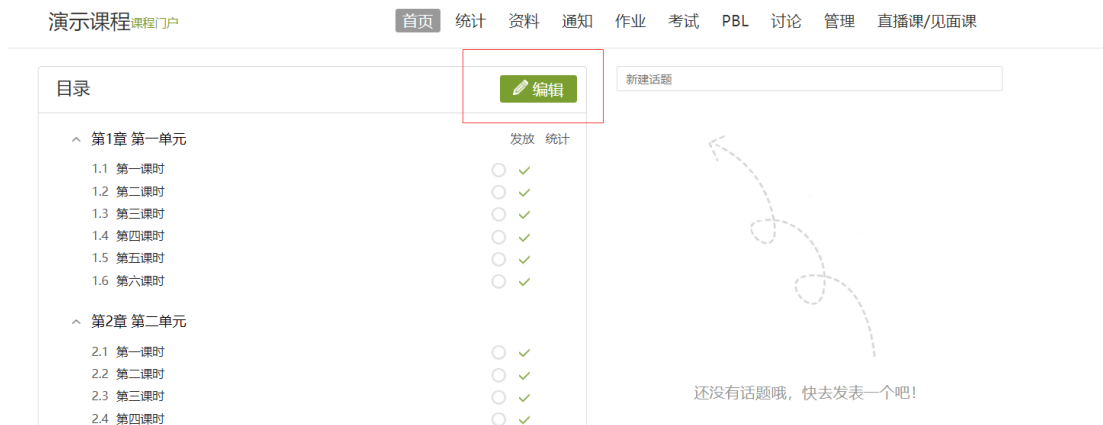 演示课程课程门户 首页 统计 资料 通知 作业 考试 PBL 讨论 管理 直播课/见面课
目录 编辑
新建话题
第1章 第一单元 发放 统计
1.1 第一课时
1.2 第二课时
1.3 第三课时
1.4 第四课时
1.5 第五课时
1.6 第六课时
第2章 第二单元
2.1 第一课时
2.2 第二课时
2.3 第三课时
2.4 第四课时
还没有话题哦，快去发表一个吧！